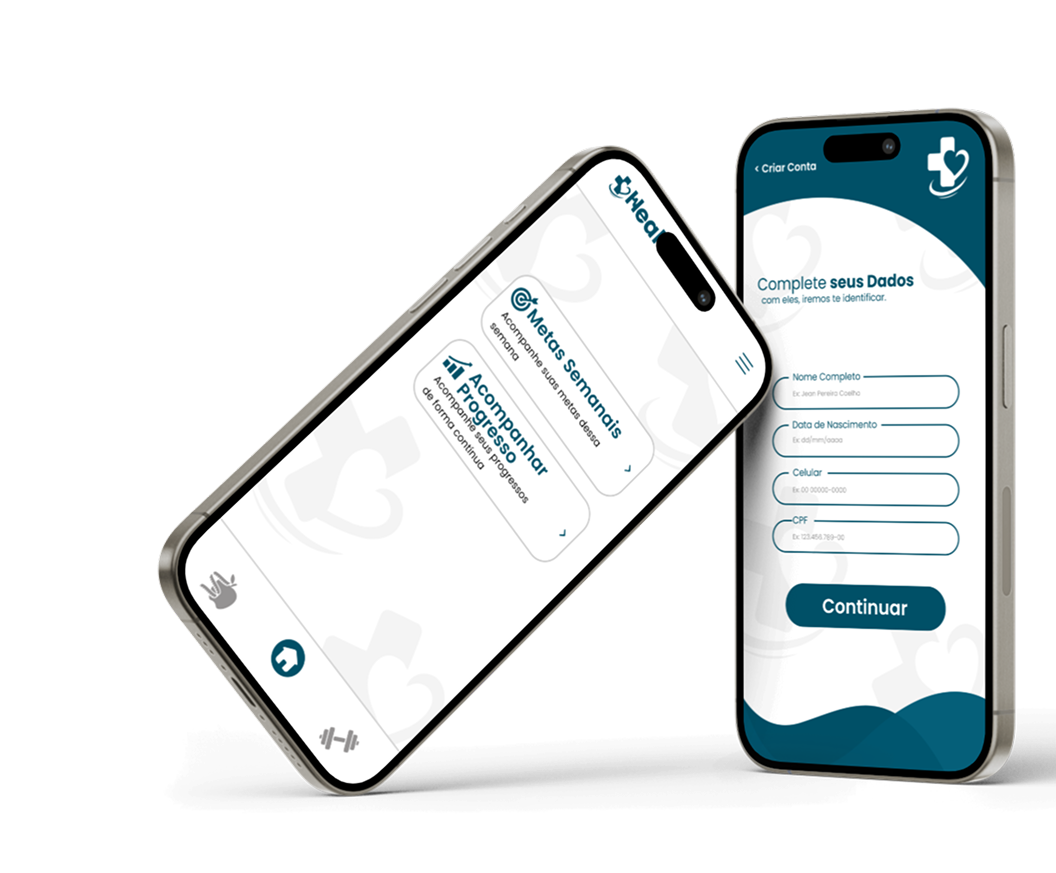 Metas Semanais
Acompanhe suas metas dessa
semana
Acompanhar
Progresso
Acompanhe seus progressos
de forma contínua
< Criar Conta
Complete seus Dados
com eles, iremos te identificar.
Nome Completo
Ex: Jean Pereira Coelho
Data de Nascimento
Ex: dd/mm/aaaa
Celular
Ex: 00 00000-0000
CPF
Ex: 123.456.789-00
Continuar